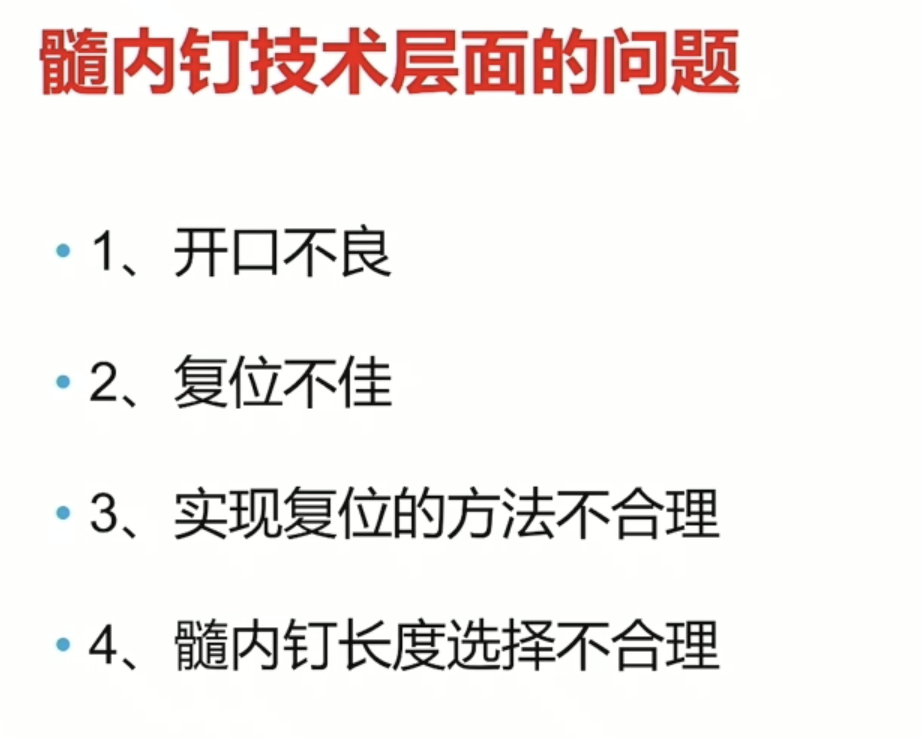 髓内钉技术层面的问题
• 1、开口不良
• 2、复位不佳
• 3、实现复位的方法不合理
• 4、髓内钉长度选择不合理